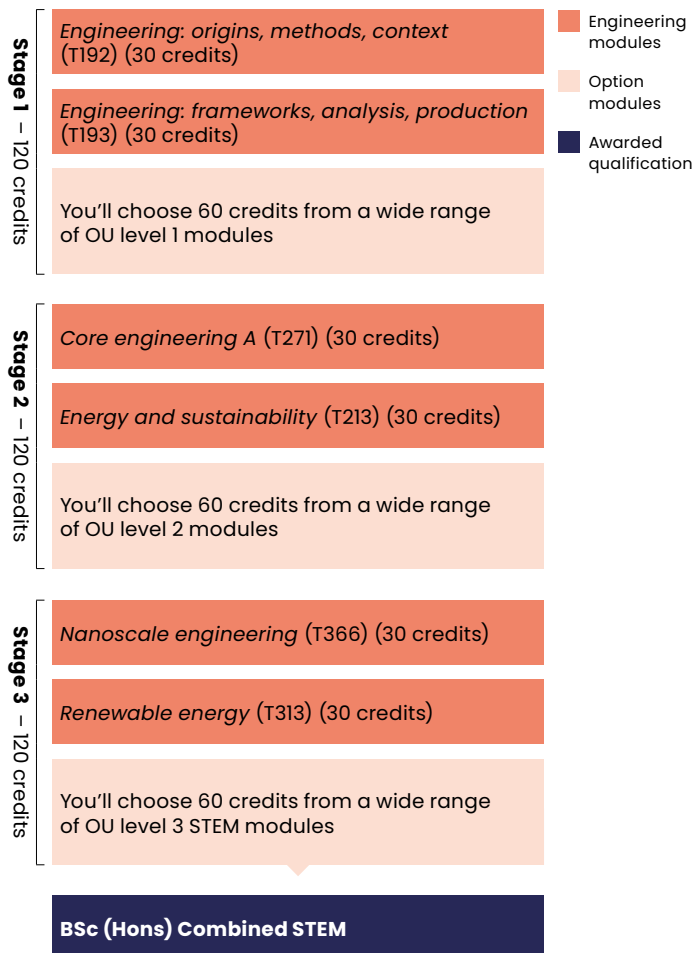 Stage 1 – 120 credits
Engineering: origins, methods, context
(T192) (30 credits)
Engineering: frameworks, analysis, production
(T193) (30 credits)
You’ll choose 60 credits from a wide range
of OU level 1 modules
Engineering
modules
Option
modules
Awarded
qualification
Stage 2 – 120 credits
Core engineering A (T271) (30 credits)
Energy and sustainability (T213) (30 credits)
You’ll choose 60 credits from a wide range
of OU level 2 modules
Stage 3 – 120 credits
Nanoscale engineering (T366) (30 credits)
Renewable energy (T313) (30 credits)
You’ll choose 60 credits from a wide range
of OU level 3 STEM modules
BSc (Hons) Combined STEM